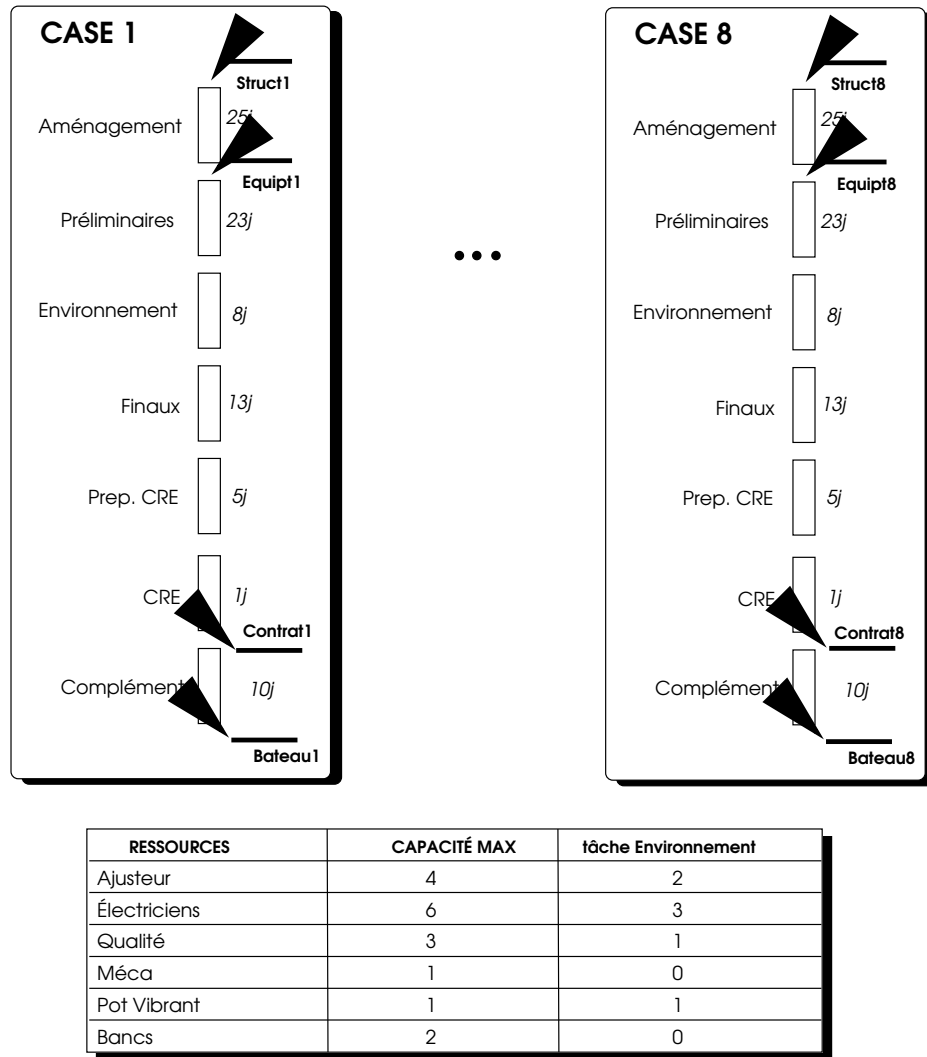 CASE 1
Struct1
Aménagement 25j
Equipt1
Préliminaires 23j
Environnement 8j
Finaux 13j
Prep. CRE 5j
CRE 1j
Contrat1
Complément 10j
Bateau1
...
CASE 8
Struct8
Aménagement 25j
Equipt8
Préliminaires 23j
Environnement 8j
Finaux 13j
Prep. CRE 5j
CRE 1j
Contrat8
Complément 10j
Bateau8
RESSOURCES CAPACITÉ MAX tâche Environnement
Ajusteur 4 2
Électriciens 6 3
Qualité 3 1
Méca 1 0
Pot Vibrant 1 1
Bancs 2 0